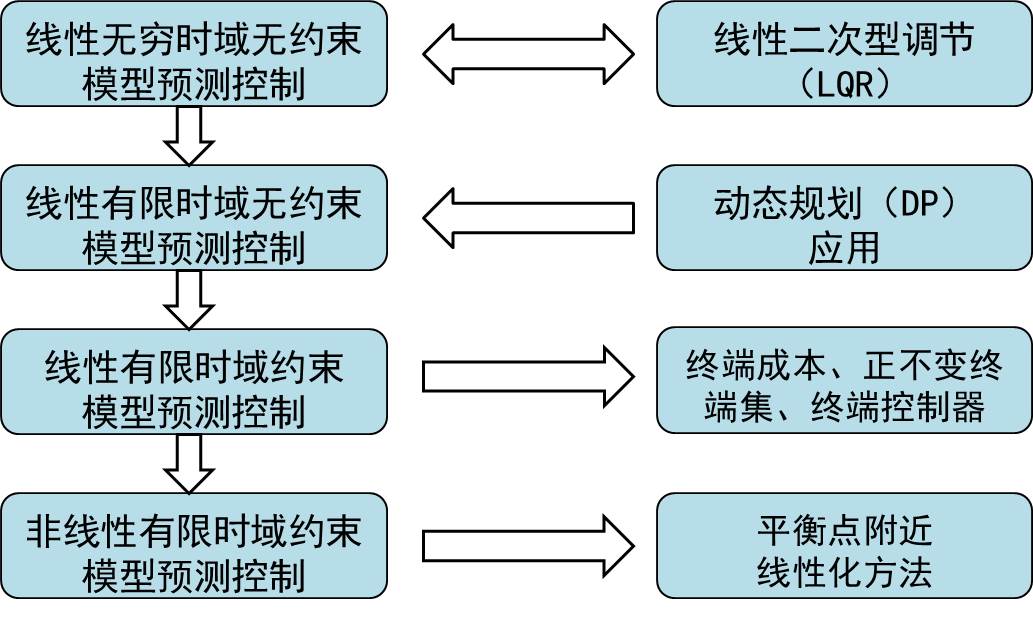 线性无穷时域无约束
模型预测控制
线性二次型调节
（LQR）
线性有限时域无约束
模型预测控制
动态规划（DP）
应用
线性有限时域约束
模型预测控制
终端成本、正不变终
端集、终端控制器
非线性有限时域约束
模型预测控制
平衡点附近
线性化方法